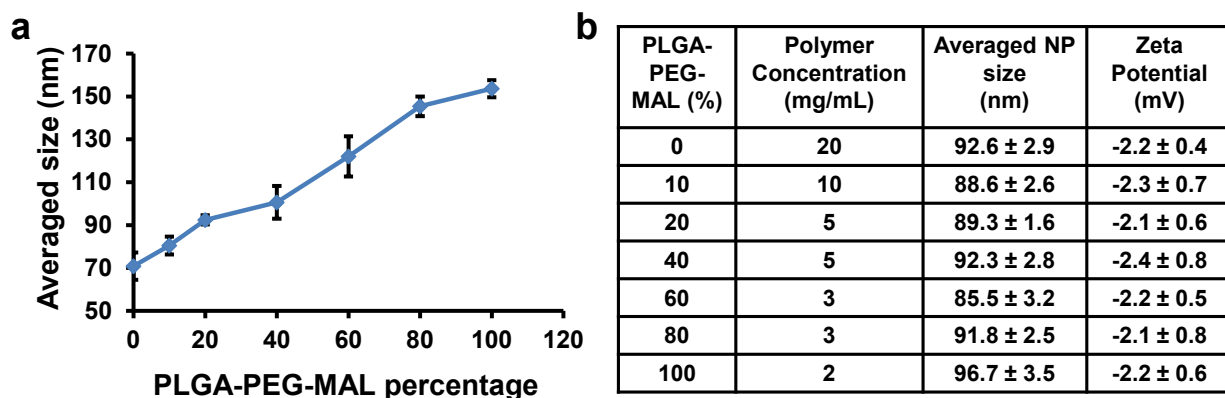 a
Averaged size (nm)
170
150
130
110
90
70
50
0 20 40 60 80 100 120
PLGA-PEG-MAL percentage
b
PLGA-PEG-MAL (%) Polymer Concentration (mg/mL) Averaged NP size (nm) Zeta Potential (mV)
0 20 92.6 ± 2.9 -2.2 ± 0.4
10 10 88.6 ± 2.6 -2.3 ± 0.7
20 5 89.3 ± 1.6 -2.1 ± 0.6
40 5 92.3 ± 2.8 -2.4 ± 0.8
60 3 85.5 ± 3.2 -2.2 ± 0.5
80 3 91.8 ± 2.5 -2.1 ± 0.8
100 2 96.7 ± 3.5 -2.2 ± 0.6